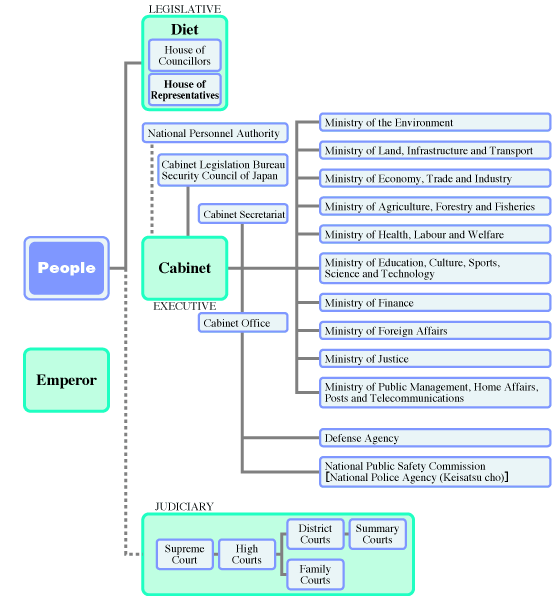 LEGISLATIVE
Diet
House of
Councillors
House of
Representatives
National Personnel Authority
Cabinet Legislation Bureau
Security Council of Japan
Cabinet Secretariat
People
Cabinet
EXECUTIVE
Cabinet Office
Emperor
Ministry of the Environment
Ministry of Land, Infrastructure and Transport
Ministry of Economy, Trade and Industry
Ministry of Agriculture, Forestry and Fisheries
Ministry of Health, Labour and Welfare
Ministry of Education, Culture, Sports,
Science and Technology
Ministry of Finance
Ministry of Foreign Affairs
Ministry of Justice
Ministry of Public Management, Home Affairs,
Posts and Telecommunications
Defense Agency
National Public Safety Commission
[National Police Agency (Keisatsu cho)]
JUDICIARY
Supreme
Court
High
Courts
District
Courts
Summary
Courts
Family
Courts